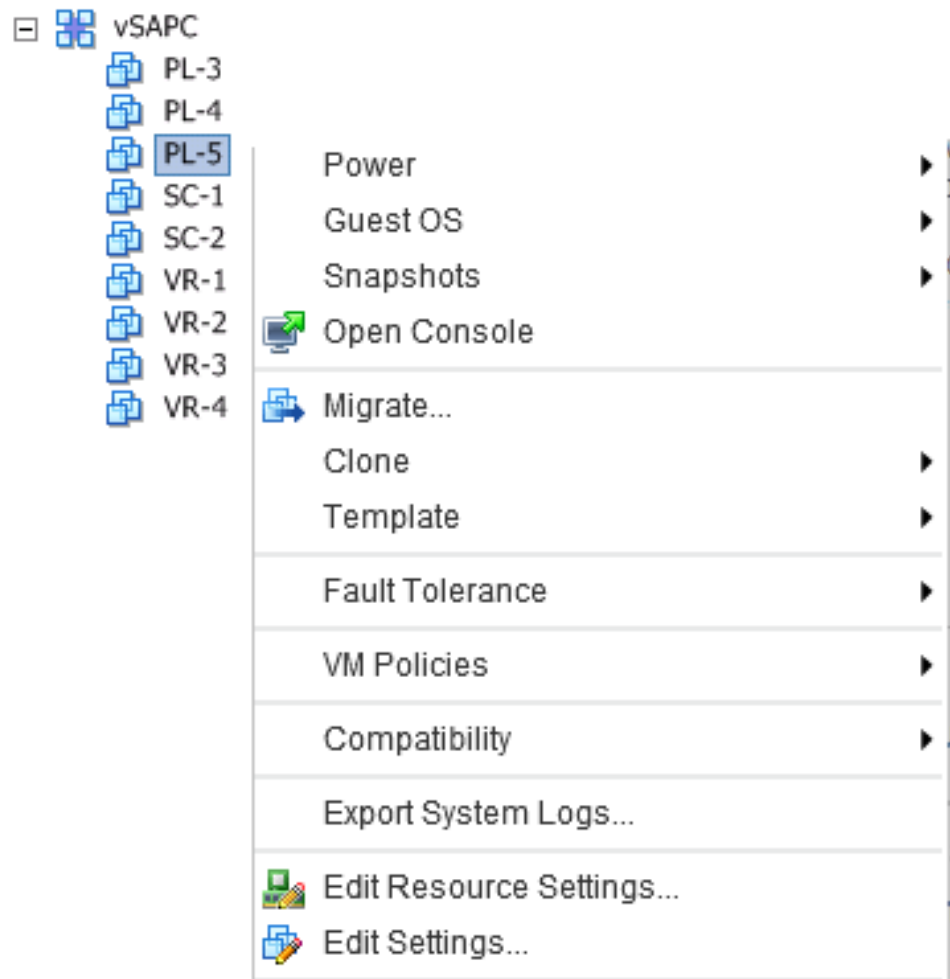 vSAPC
PL-3
PL-4
PL-5
SC-1
SC-2
VR-1
VR-2
VR-3
VR-4
Power
Guest OS
Snapshots
Open Console
Migrate...
Clone
Template
Fault Tolerance
VM Policies
Compatibility
Export System Logs...
Edit Resource Settings...
Edit Settings...